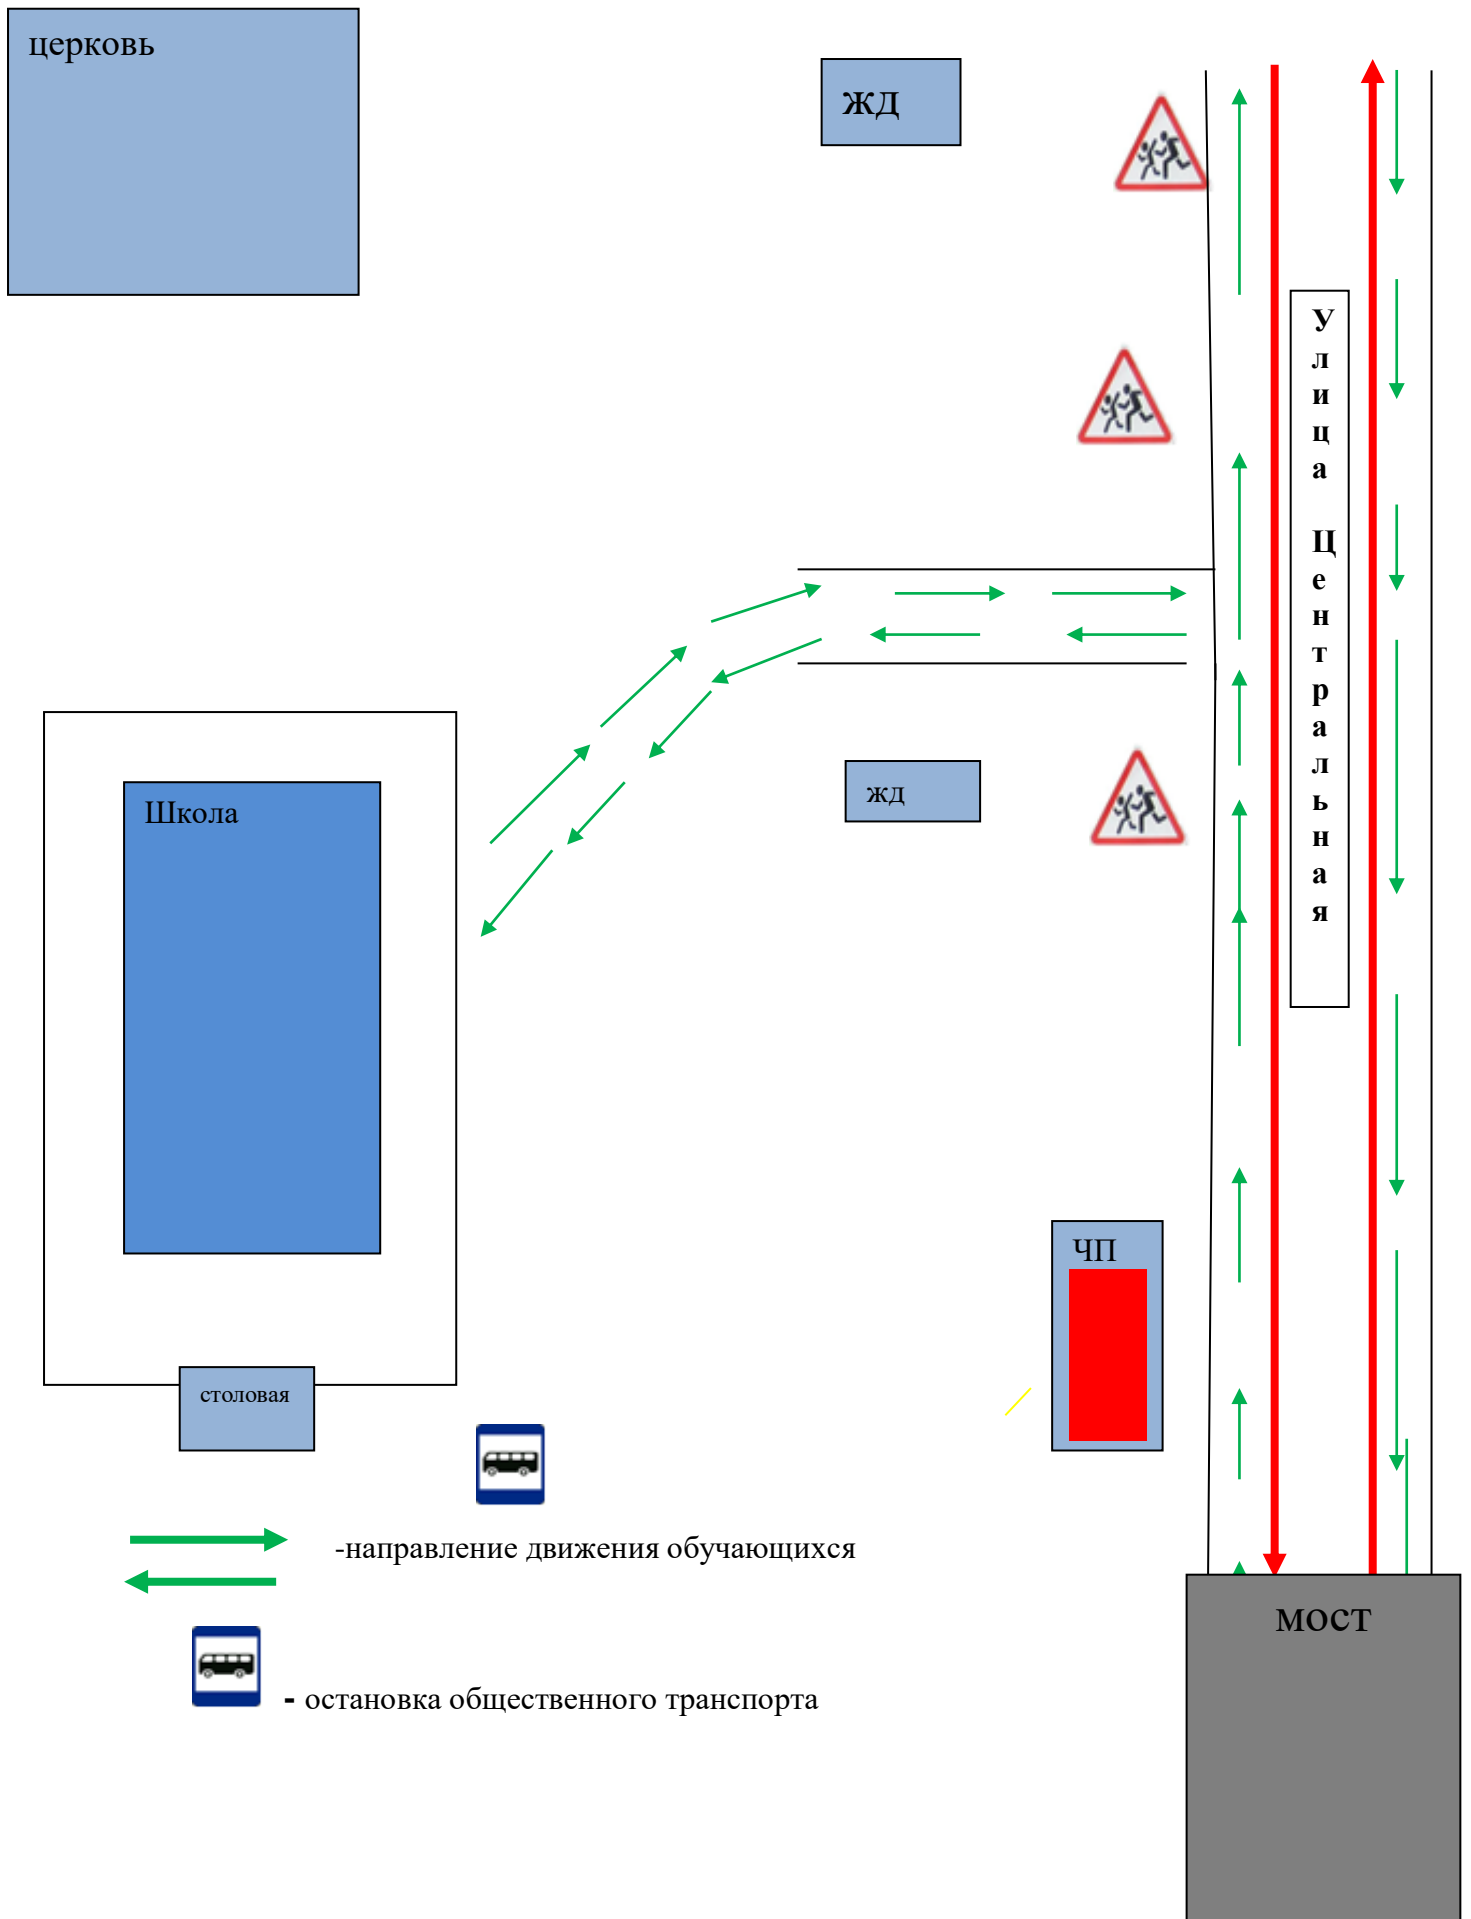 церковь
ЖД
Улица Центральная
Школа
жд
ЧП
столовая
-направление движения обучающихся
мост
- остановка общественного транспорта